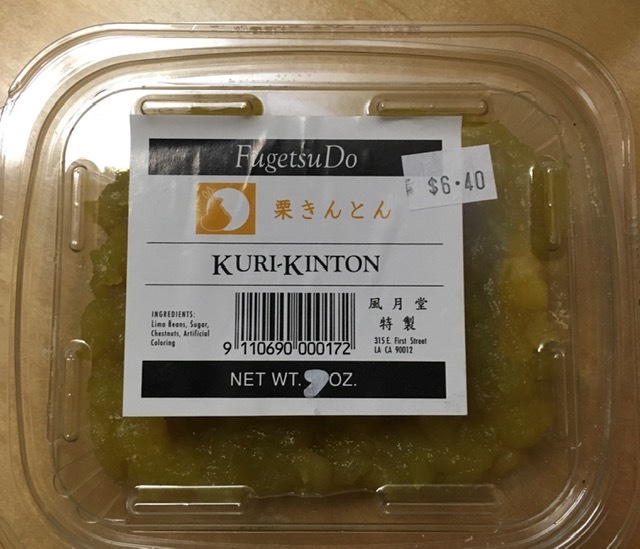 FugetsuDo
$6.40
栗きんとん
KURI-KINTON
INGREDIENTS:
Lima Beans, Sugar,
Chestnuts, Artificial
Coloring
9 110690 000172
風月堂
特製
315 E. First Street
LA CA 90012
NET WT. 9 OZ.